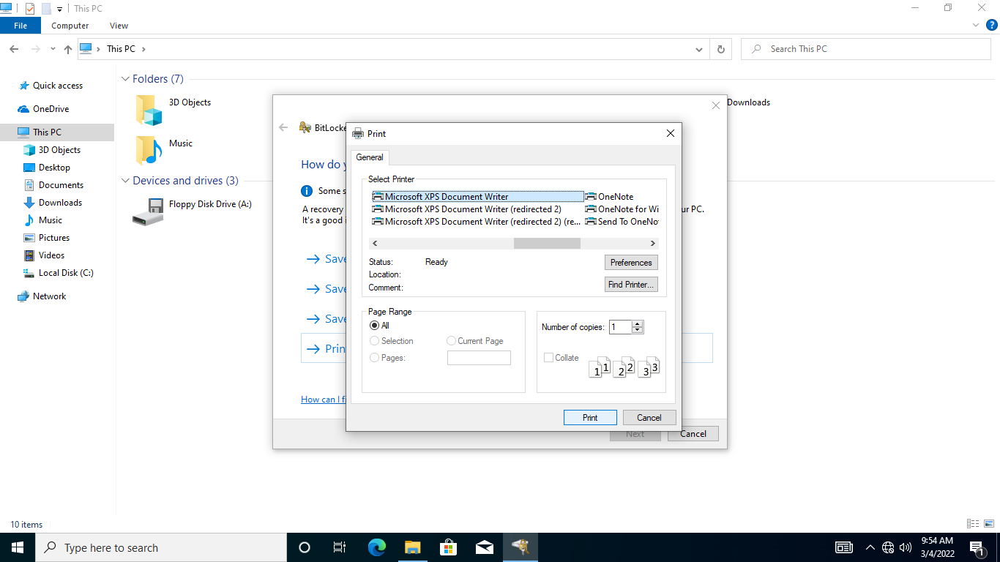 This PC
File
Computer
View
This PC
Search This PC
Quick access
OneDrive
This PC
3D Objects
Desktop
Documents
Downloads
Music
Pictures
Videos
Local Disk (C:)
Network
Folders (7)
3D Objects
Downloads
Music
Devices and drives (3)
Floppy Disk Drive (A:)
How do
Some s
A recovery
ur PC.
It's a good i
Save
Save
Save
Prin
How can I fi
Next
Cancel
Print
General
Select Printer
Microsoft XPS Document Writer
OneNote
Microsoft XPS Document Writer (redirected 2)
OneNote for Wi
Microsoft XPS Document Writer (redirected 2) (re...
Send To OneNo
Status:
Ready
Preferences
Location:
Comment:
Find Printer...
Page Range
All
Selection
Current Page
Pages:
Number of copies:
1
Collate
1 1 2 2 3 3
Print
Cancel
10 items
Type here to search
9:54 AM
3/4/2022
1